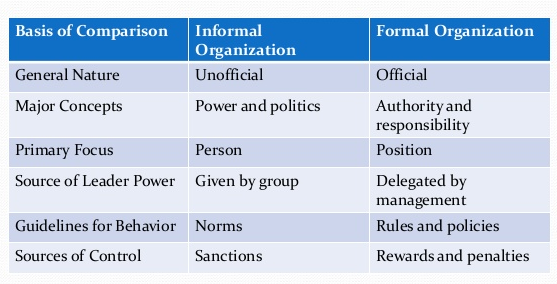 Basis of Comparison Informal Formal Organization
Organization
General Nature Unofficial Official
Major Concepts Power and politics Authority and
responsibility
Primary Focus Person Position
Source of Leader Power Given by group Delegated by
management
Guidelines for Behavior Norms Rules and policies
Sources of Control Sanctions Rewards and penalties